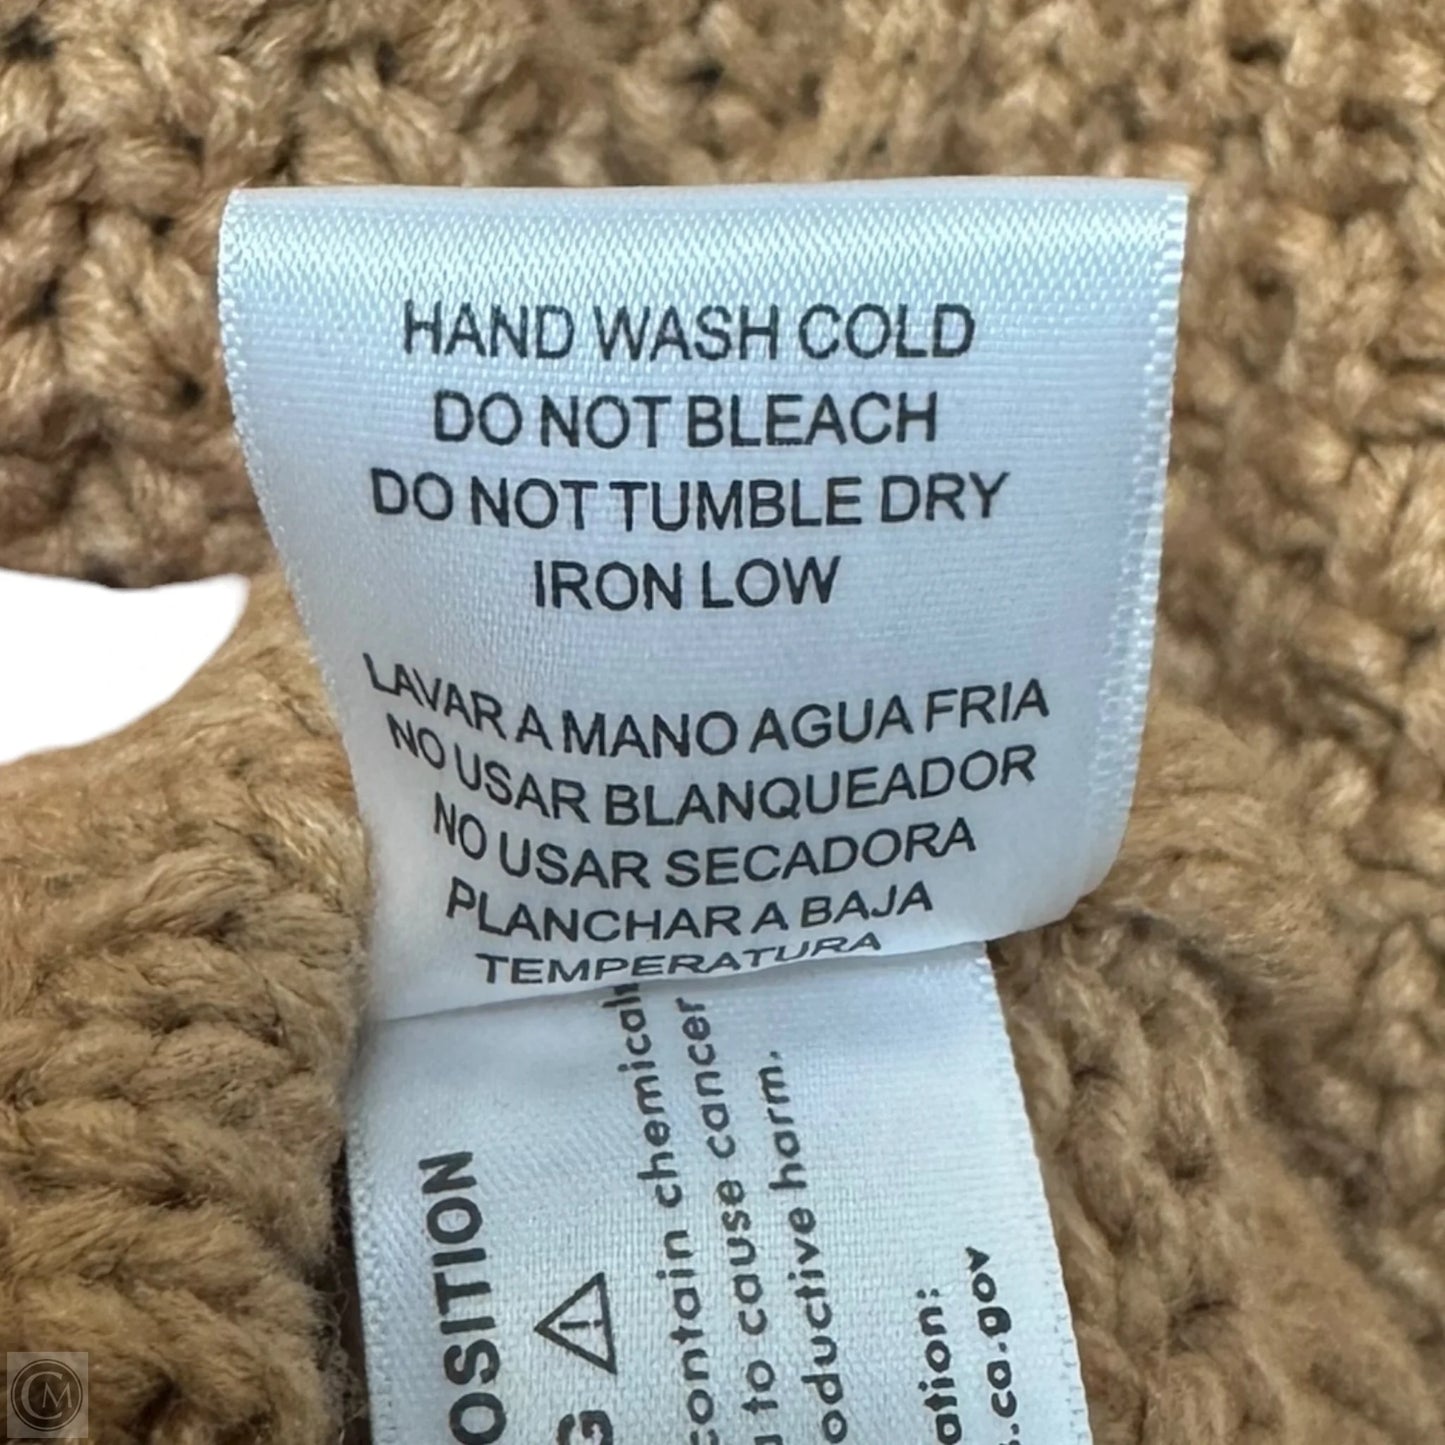 HAND WASH COLD
DO NOT BLEACH
DO NOT TUMBLE DRY
IRON LOW
LAVAR A MANO AGUA FRIA
NO USAR BLANQUEADOR
NO USAR SECADORA
PLANCHAR A BAJA
TEMPERATURA
OSITION
G
contain chemical
to cause cancer
oductive harm.
ation:
.ca.gov
CM